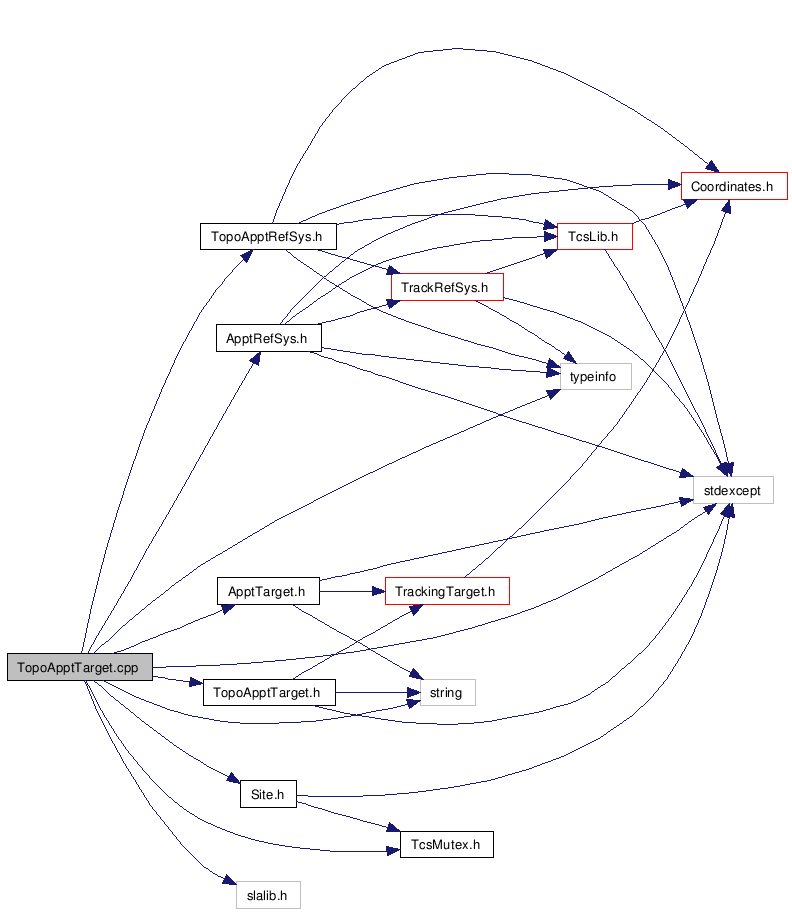 Coordinates.h
TopoApptRefSys.h
TcsLib.h
TrackRefSys.h
ApptRefSys.h
typeinfo
stdexcept
ApptTarget.h
TrackingTarget.h
TopoApptTarget.cpp
TopoApptTarget.h
string
Site.h
TcsMutex.h
slalib.h